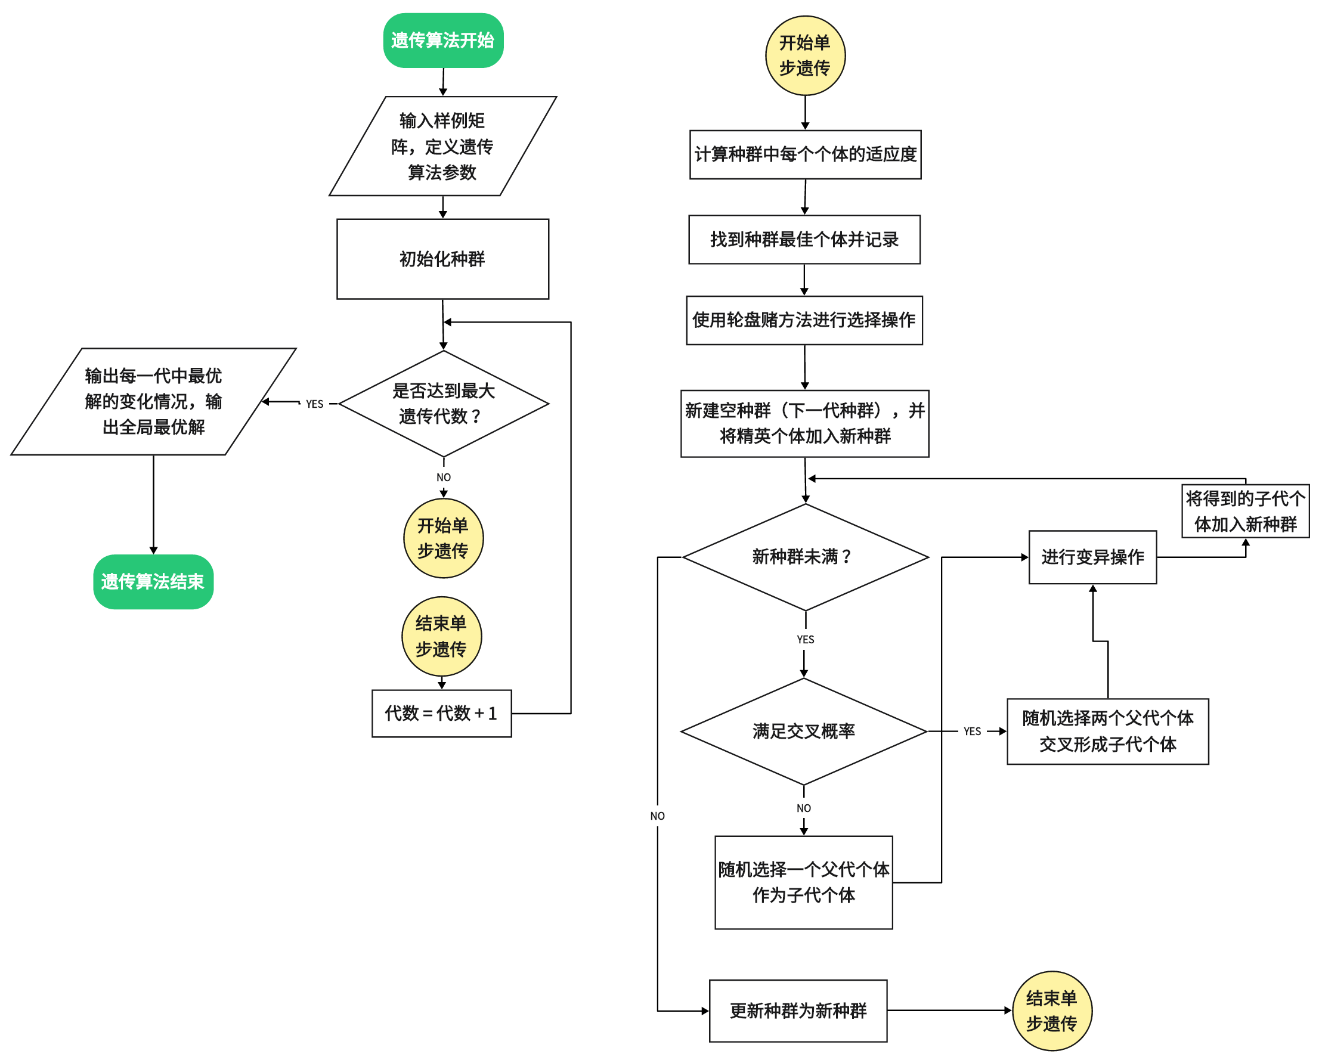 遗传算法开始
输入样例矩
阵，定义遗传
算法参数
初始化种群
是否达到最大
遗传代数？
YES
输出每一代中最优
解的变化情况，输
出全局最优解
遗传算法结束
NO
开始单
步遗传
结束单
步遗传
代数 = 代数 + 1
开始单
步遗传
计算种群中每个个体的适应度
找到种群最佳个体并记录
使用轮盘赌方法进行选择操作
新建空种群（下一代种群），并
将精英个体加入新种群
新种群未满？
YES
满足交叉概率
YES
随机选择两个父代个体
交叉形成子代个体
进行变异操作
将得到的子代个
体加入新种群
NO
随机选择一个父代个体
作为子代个体
NO
更新种群为新种群
结束单
步遗传